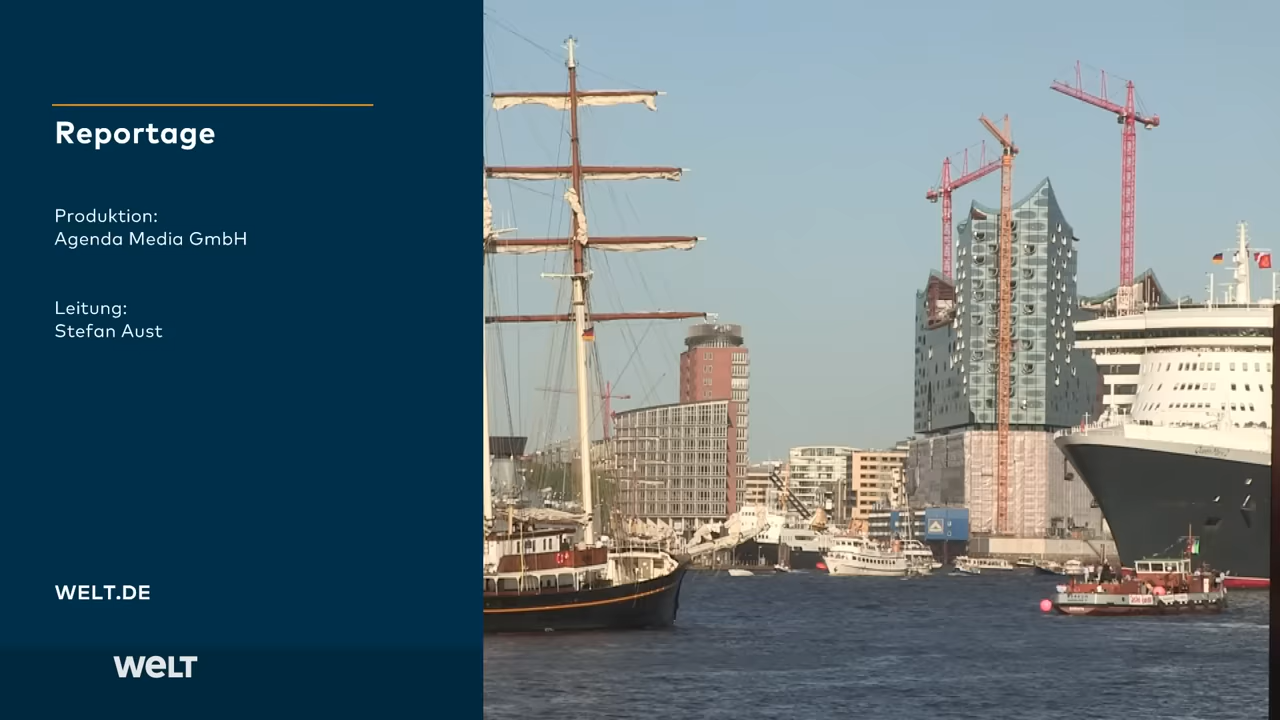 Reportage
Produktion:
Agenda Media GmbH
Leitung:
Stefan Aust
WELT.DE
WELT